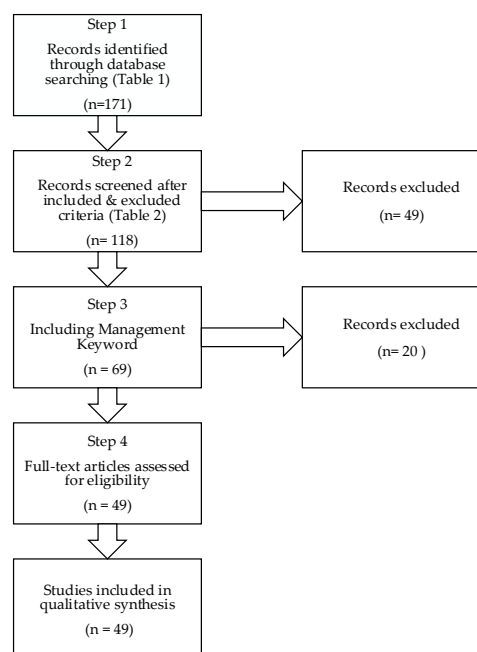 Step 1
Records identified
through database
searching (Table 1)
(n=171)
Step 2
Records screened after
included & excluded
criteria (Table 2)
(n= 118)
Records excluded
(n= 49)
Step 3
Including Management
Keyword
(n = 69)
Records excluded
(n= 20 )
Step 4
Full-text articles assessed
for eligibility
(n = 49)
Studies included in
qualitative synthesis
(n = 49)